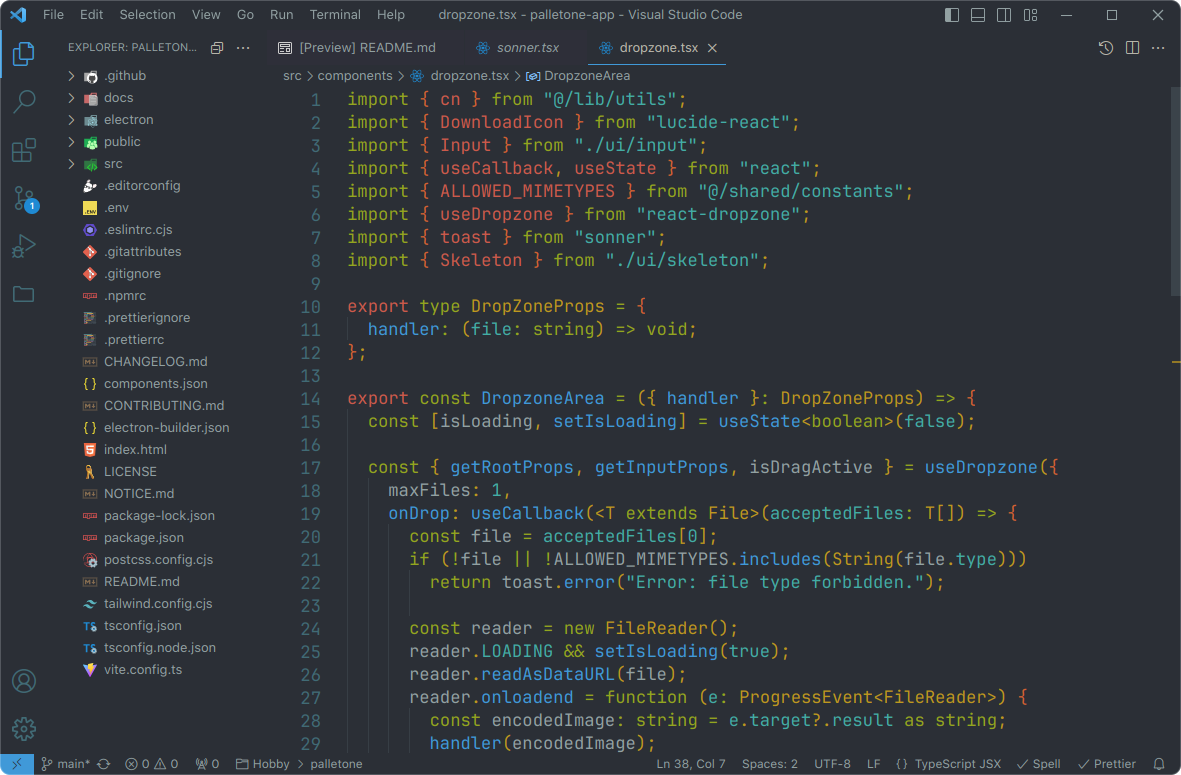 File Edit Selection View Go Run Terminal Help dropzone.tsx - palletone-app - Visual Studio Code
EXPLORER: PALLETON...
[Preview] README.md sonner.tsx dropzone.tsx
src > components > dropzone.tsx > DropzoneArea
.github
docs
electron
public
src
.editorconfig
.env
.eslintrc.cjs
.gitattributes
.gitignore
.npmrc
.prettierignore
.prettierrc
CHANGELOG.md
{ } components.json
CONTRIBUTING.md
{ } electron-builder.json
index.html
LICENSE
NOTICE.md
package-lock.json
package.json
postcss.config.cjs
README.md
tailwind.config.cjs
TS tsconfig.json
TS tsconfig.node.json
vite.config.ts
1
1 import { cn } from "@/lib/utils";
2 import { DownloadIcon } from "lucide-react";
3 import { Input } from "./ui/input";
4 import { useCallback, useState } from "react";
5 import { ALLOWED_MIMETYPES } from "@/shared/constants";
6 import { useDropzone } from "react-dropzone";
7 import { toast } from "sonner";
8 import { Skeleton } from "./ui/skeleton";
9
10 export type DropZoneProps = {
11   handler: (file: string) => void;
12 };
13
14 export const DropzoneArea = ({ handler }: DropZoneProps) => {
15   const [isLoading, setIsLoading] = useState<boolean>(false);
16
17   const { getRootProps, getInputProps, isDragActive } = useDropzone({
18     maxFiles: 1,
19     onDrop: useCallback(<T extends File>(acceptedFiles: T[]) => {
20       const file = acceptedFiles[0];
21       if (!file || !ALLOWED_MIMETYPES.includes(String(file.type)))
22         return toast.error("Error: file type forbidden.");
23
24       const reader = new FileReader();
25       reader.LOADING && setIsLoading(true);
26       reader.readAsDataURL(file);
27       reader.onloadend = function (e: ProgressEvent<FileReader>) {
28         const encodedImage: string = e.target?.result as string;
29         handler(encodedImage);
main* 0 0 0 Hobby > palletone Ln 38, Col 7 Spaces: 2 UTF-8 LF { } TypeScript JSX Spell Prettier